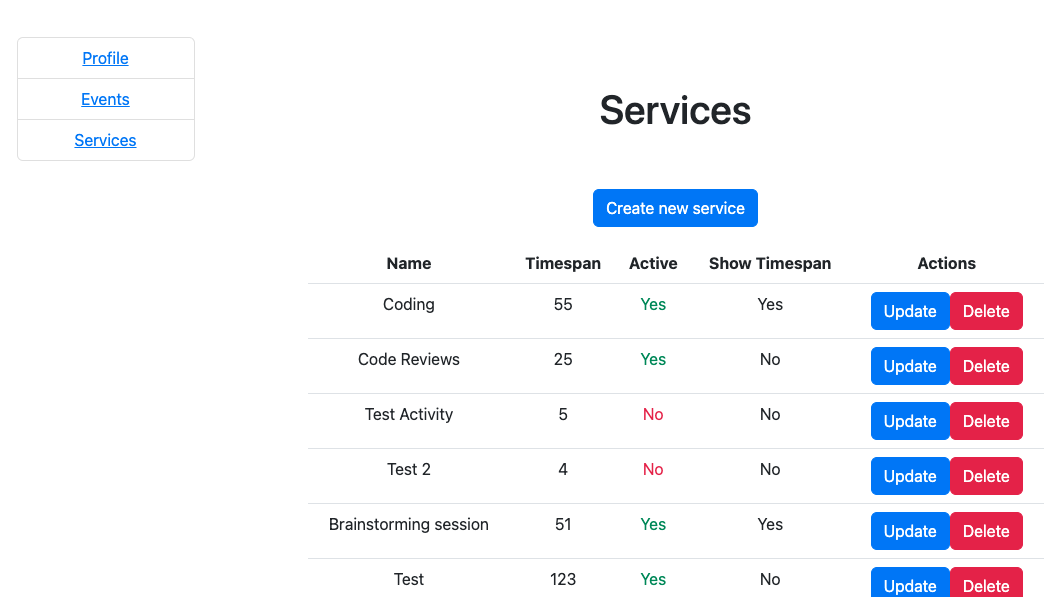 Profile
Events
Services
Services
Create new service
Name Timespan Active Show Timespan Actions
Coding 55 Yes Yes Update Delete
Code Reviews 25 Yes No Update Delete
Test Activity 5 No No Update Delete
Test 2 4 No No Update Delete
Brainstorming session 51 Yes Yes Update Delete
Test 123 Yes No Update Delete